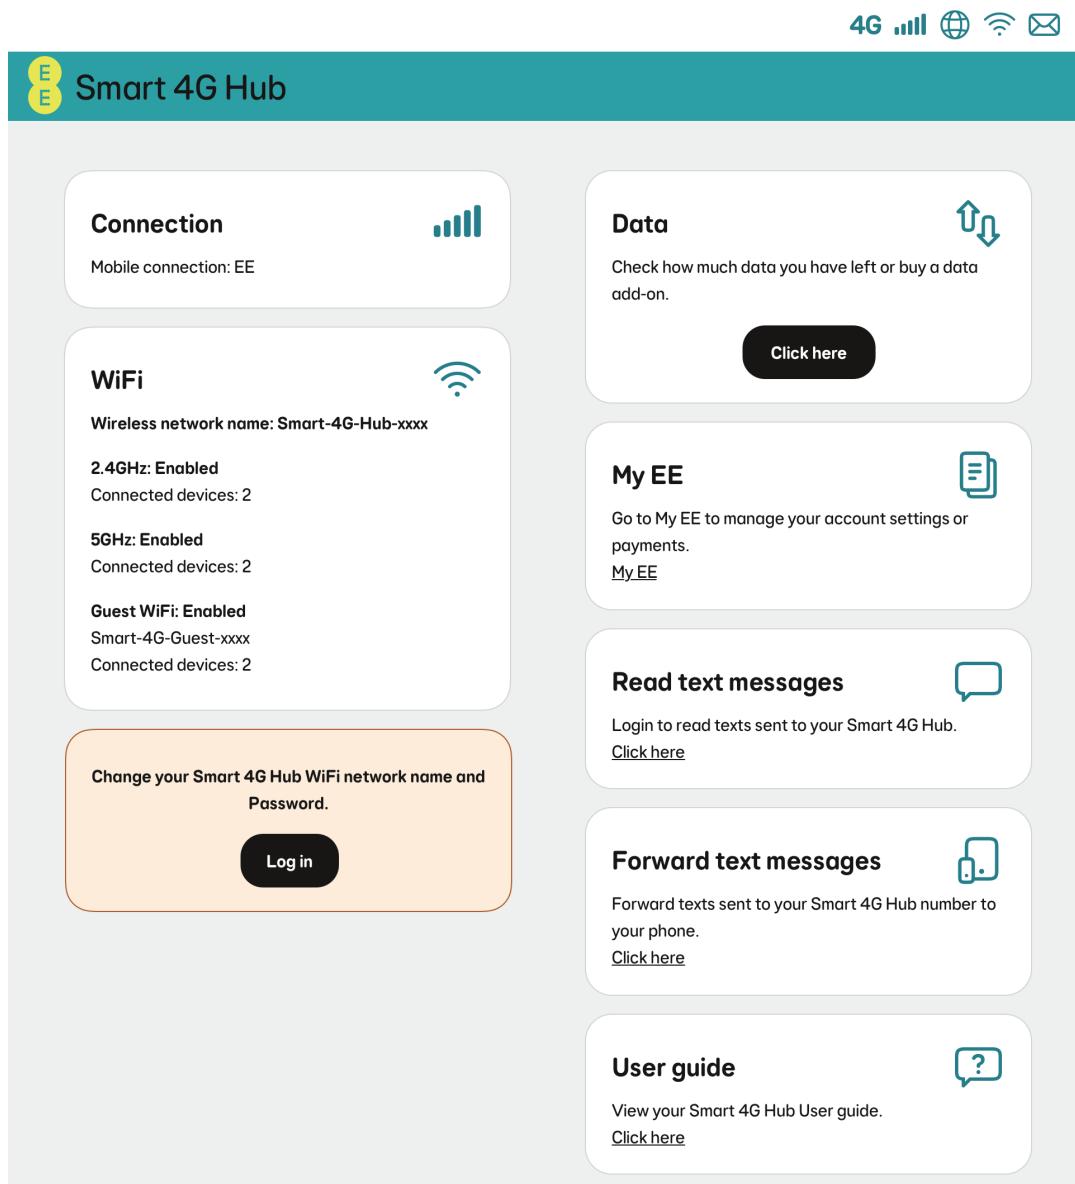 4G
E
E
Smart 4G Hub
Connection
Mobile connection: EE
WiFi
Wireless network name: Smart-4G-Hub-xxxx
2.4GHz: Enabled
Connected devices: 2
5GHz: Enabled
Connected devices: 2
Guest WiFi: Enabled
Smart-4G-Guest-xxxx
Connected devices: 2
Change your Smart 4G Hub WiFi network name and
Password.
Log in
Data
Check how much data you have left or buy a data
add-on.
Click here
My EE
Go to My EE to manage your account settings or
payments.
My EE
Read text messages
Login to read texts sent to your Smart 4G Hub.
Click here
Forward text messages
Forward texts sent to your Smart 4G Hub number to
your phone.
Click here
User guide
?
View your Smart 4G Hub User guide.
Click here